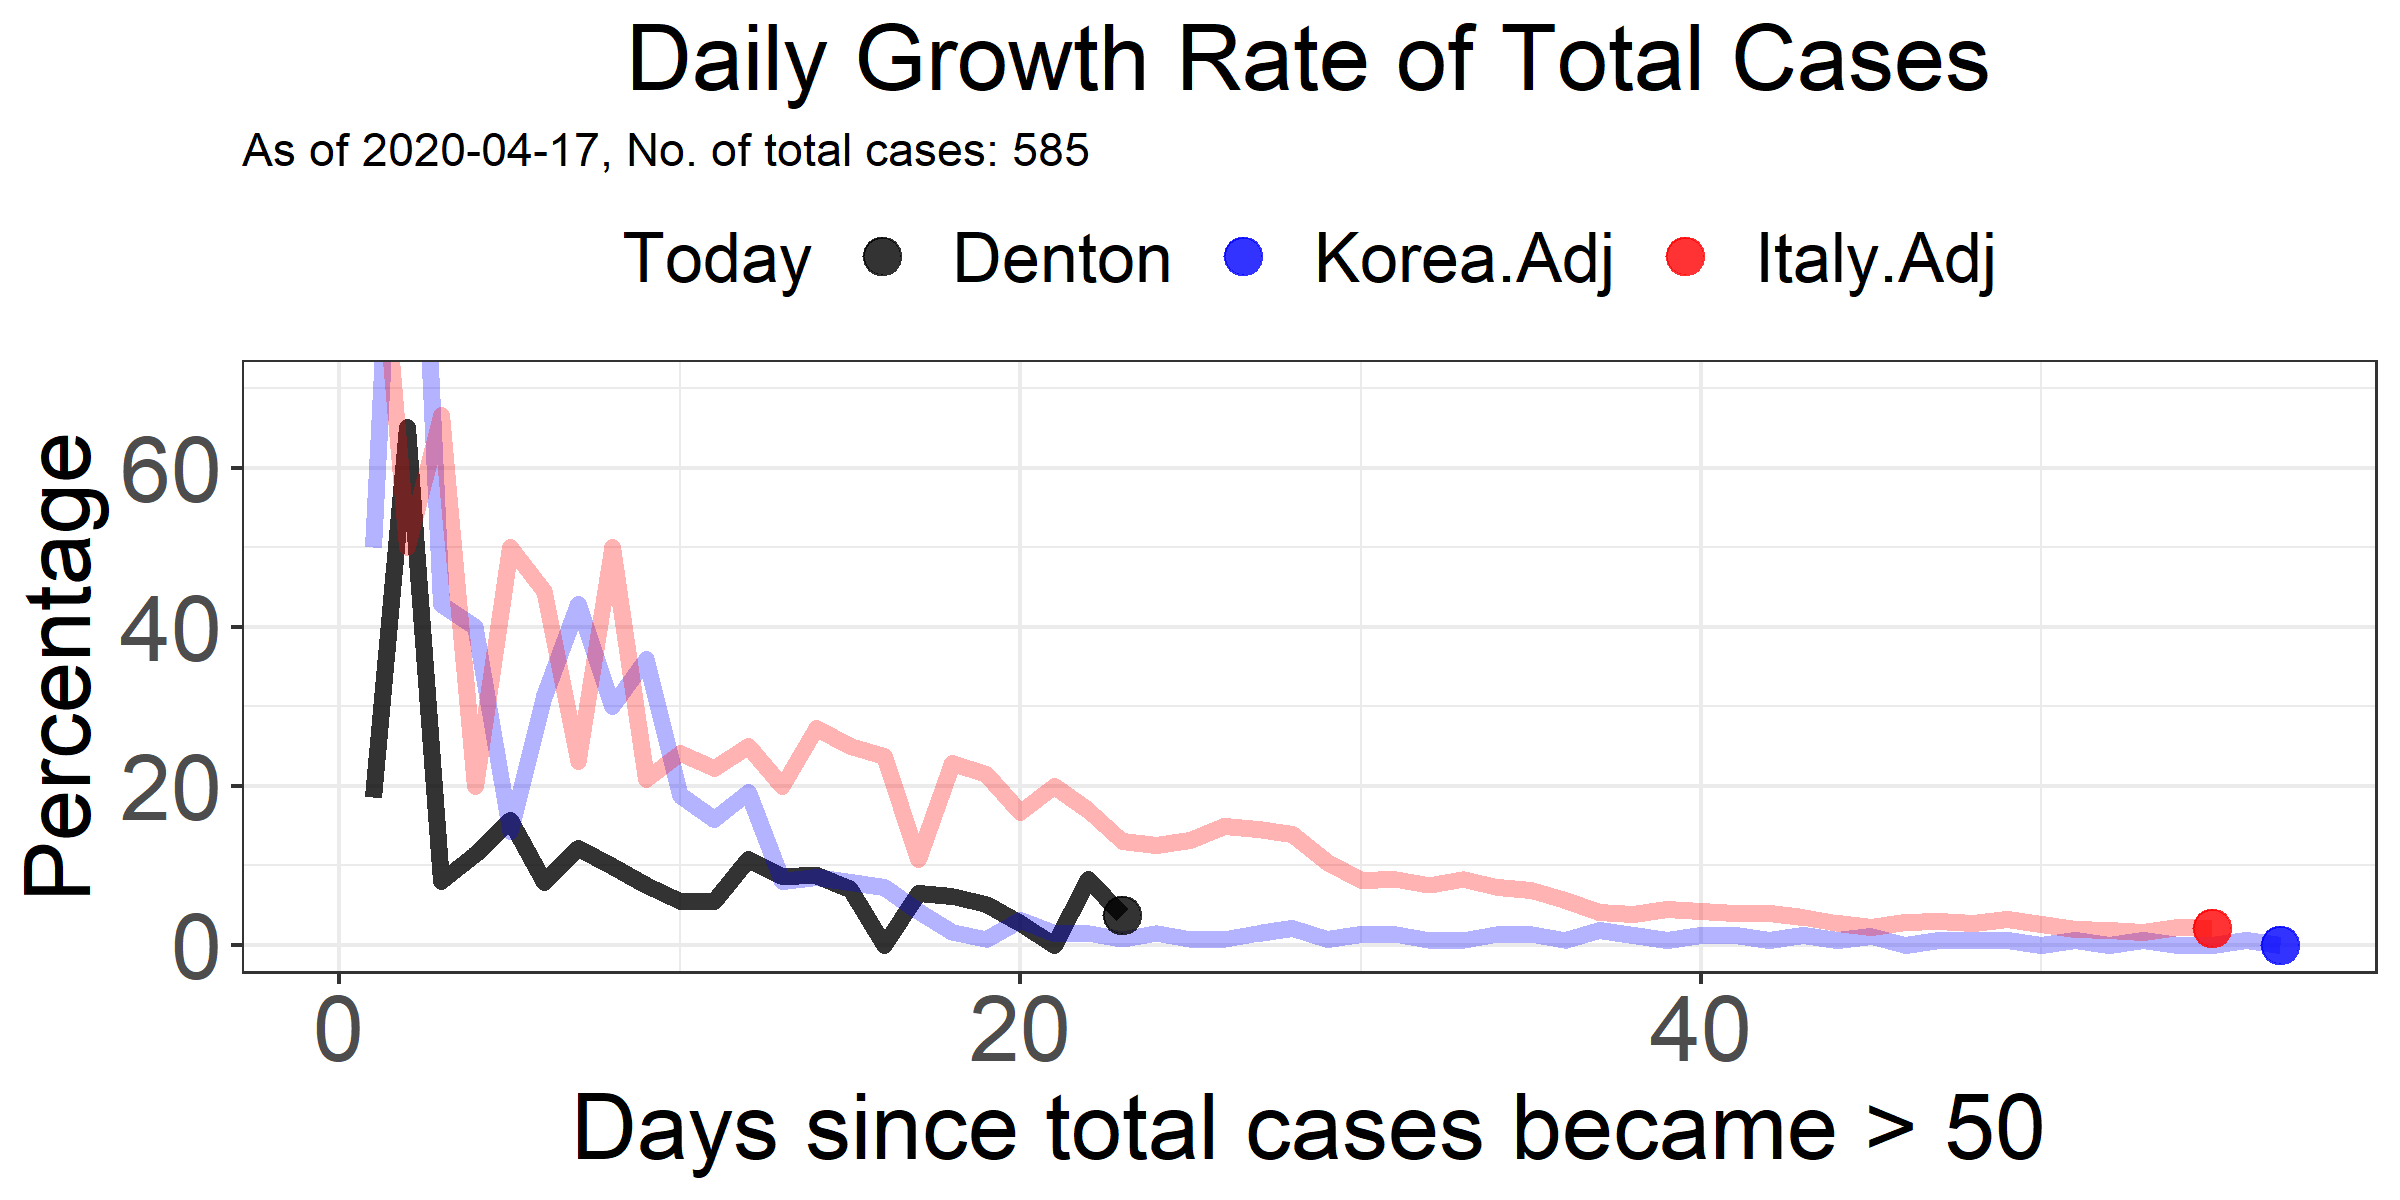 Daily Growth Rate of Total Cases
As of 2020-04-17, No. of total cases: 585
Today Denton Korea.Adj Italy.Adj
Percentage
60
40
20
0
0 20 40
Days since total cases became > 50